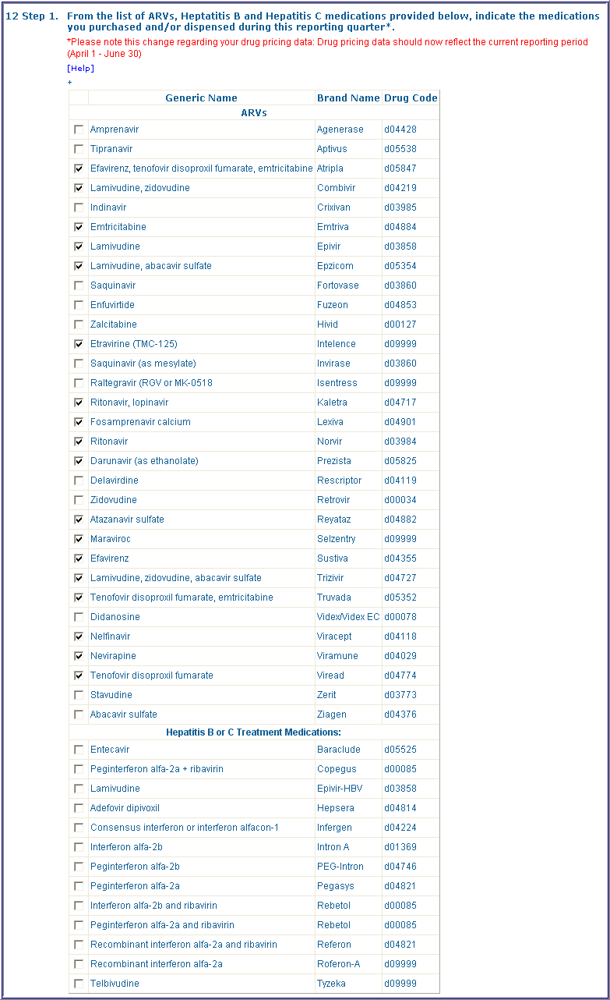 12 Step 1. From the list of ARVs, Heptatitis B and Hepatitis C medications provided below, indicate the medications
you purchased and/or dispensed during this reporting quarter*.
*Please note this change regarding your drug pricing data: Drug pricing data should now reflect the current reporting period
(April 1 - June 30)
[Help]
+
Generic Name Brand Name Drug Code
ARVs
Amprenavir Agenerase d04428
Tipranavir Aptivus d05538
Efavirenz, tenofovir disoproxil fumarate, emtricitabine Atripla d05847
Lamivudine, zidovudine Combivir d04219
Indinavir Crixivan d03985
Emtricitabine Emtriva d04884
Lamivudine Epivir d03858
Lamivudine, abacavir sulfate Epzicom d05354
Saquinavir Fortovase d03860
Enfuvirtide Fuzeon d04853
Zalcitabine Hivid d00127
Etravirine (TMC-125) Intelence d09999
Saquinavir (as mesylate) Invirase d03860
Raltegravir (RGV or MK-0518 Isentress d09999
Ritonavir, lopinavir Kaletra d04717
Fosamprenavir calcium Lexiva d04901
Ritonavir Norvir d03984
Darunavir (as ethanolate) Prezista d05825
Delavirdine Rescriptor d04119
Zidovudine Retrovir d00034
Atazanavir sulfate Reyataz d04882
Maraviroc Selzentry d09999
Efavirenz Sustiva d04355
Lamivudine, zidovudine, abacavir sulfate Trizivir d04727
Tenofovir disoproxil fumarate, emtricitabine Truvada d05352
Didanosine Videx/Videx EC d00078
Nelfinavir Viracept d04118
Nevirapine Viramune d04029
Tenofovir disoproxil fumarate Viread d04774
Stavudine Zerit d03773
Abacavir sulfate Ziagen d04376
Hepatitis B or C Treatment Medications:
Entecavir Baraclude d05525
Peginterferon alfa-2a + ribavirin Copegus d00085
Lamivudine Epivir-HBV d03858
Adefovir dipivoxil Hepsera d04814
Consensus interferon or interferon alfacon-1 Infergen d04224
Interferon alfa-2b Intron A d01369
Peginterferon alfa-2b PEG-Intron d04746
Peginterferon alfa-2a Pegasys d04821
Interferon alfa-2b and ribavirin Rebetol d00085
Peginterferon alfa-2a and ribavirin Rebetol d00085
Recombinant interferon alfa-2a and ribavirin Referon d04821
Recombinant interferon alfa-2a Roferon-A d09999
Telbivudine Tyzeka d09999